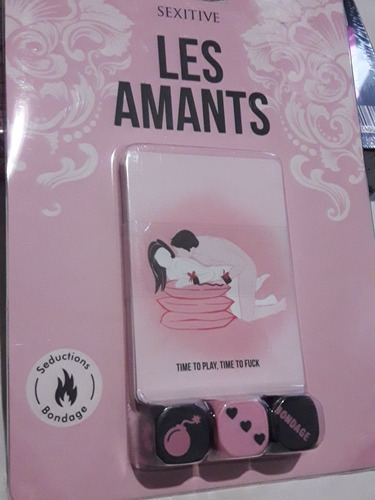 SEXITIVE
LES
AMANTS
TIME TO PLAY, TIME TO FUCK
Seductions
Bondage
BONDAGE